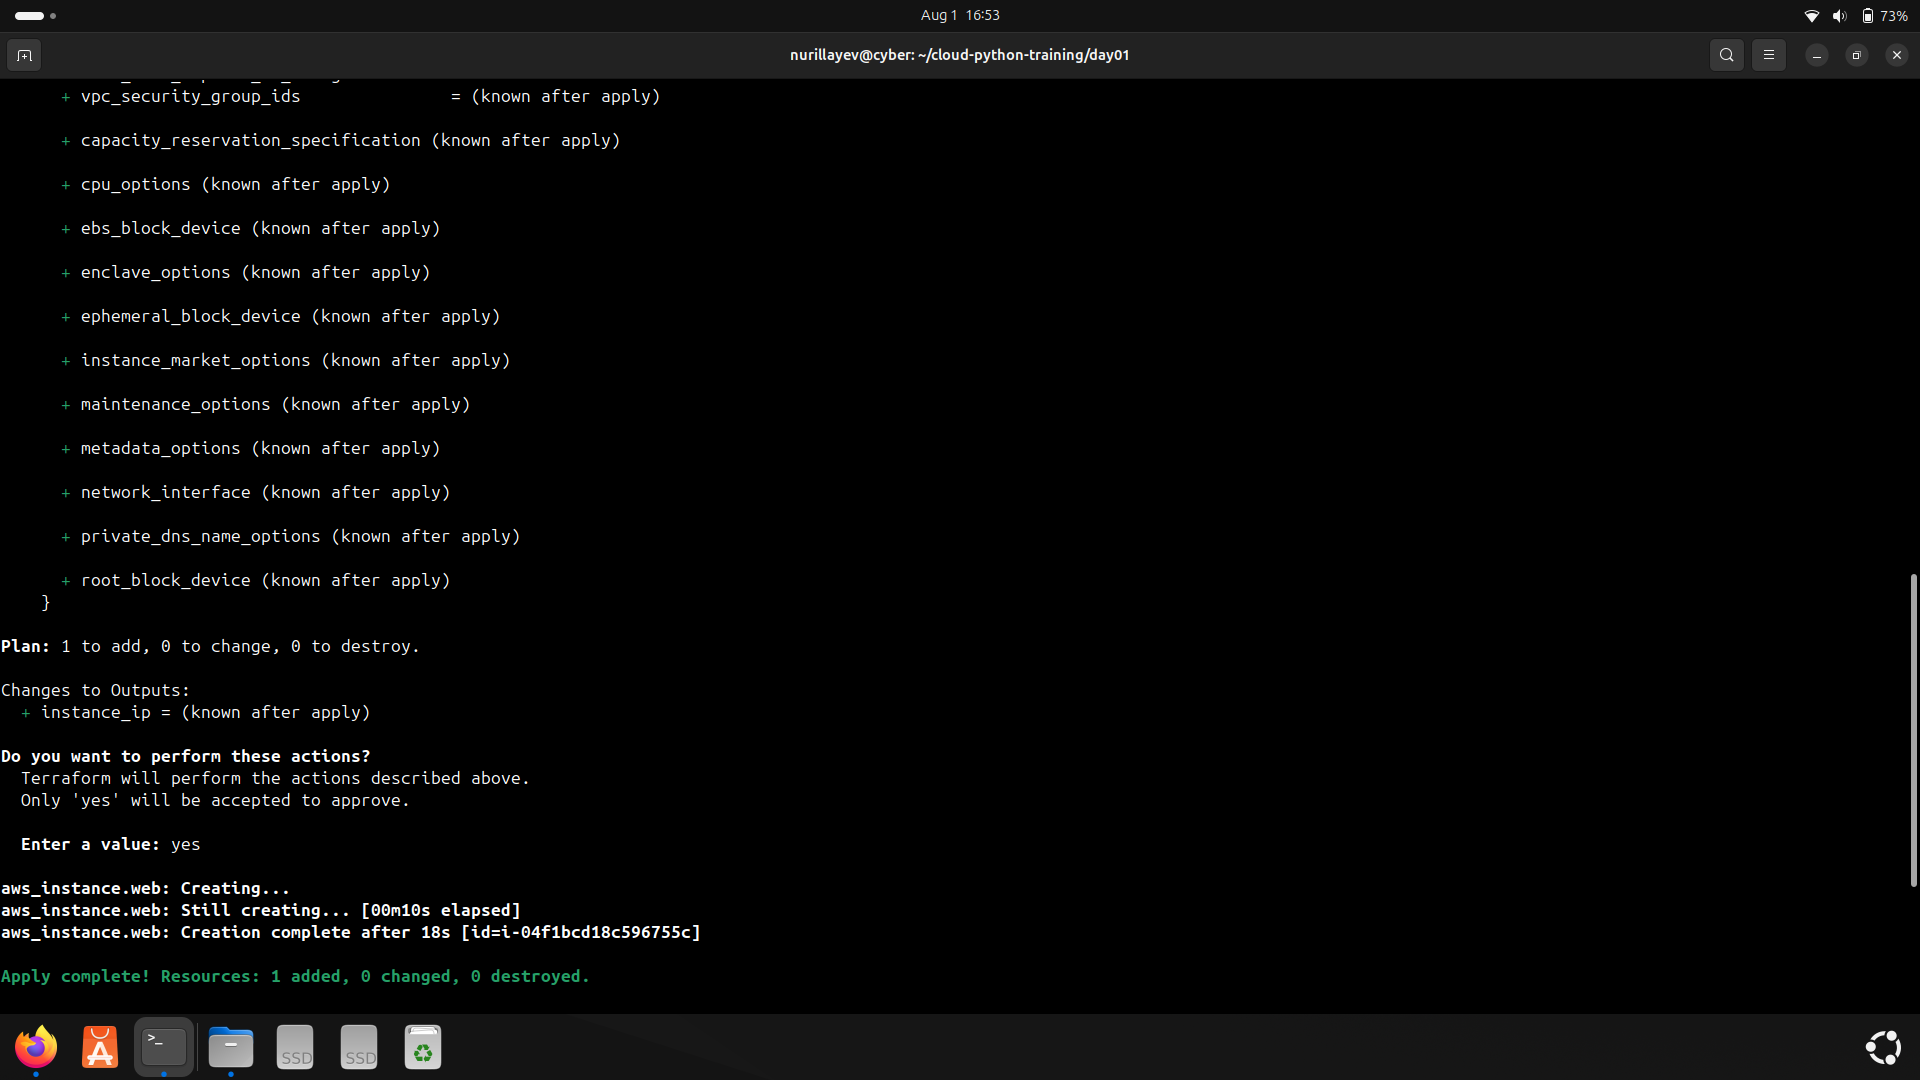 Aug 1 16:53
73%
nurillayev@cyber: ~/cloud-python-training/day01
+ vpc_security_group_ids = (known after apply)
+ capacity_reservation_specification (known after apply)
+ cpu_options (known after apply)
+ ebs_block_device (known after apply)
+ enclave_options (known after apply)
+ ephemeral_block_device (known after apply)
+ instance_market_options (known after apply)
+ maintenance_options (known after apply)
+ metadata_options (known after apply)
+ network_interface (known after apply)
+ private_dns_name_options (known after apply)
+ root_block_device (known after apply)
}
Plan: 1 to add, 0 to change, 0 to destroy.
Changes to Outputs:
+ instance_ip = (known after apply)
Do you want to perform these actions?
Terraform will perform the actions described above.
Only 'yes' will be accepted to approve.
Enter a value: yes
aws_instance.web: Creating...
aws_instance.web: Still creating... [00m10s elapsed]
aws_instance.web: Creation complete after 18s [id=i-04f1bcd18c596755c]
Apply complete! Resources: 1 added, 0 changed, 0 destroyed.
>_
SSD
SSD